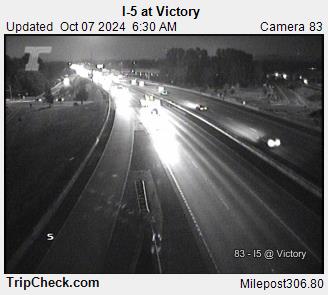 I-5 at Victory
Updated Oct 07 2024 6:30 AM Camera 83
T
S
83 - I5 @ Victory
TripCheck.com Milepost306.80